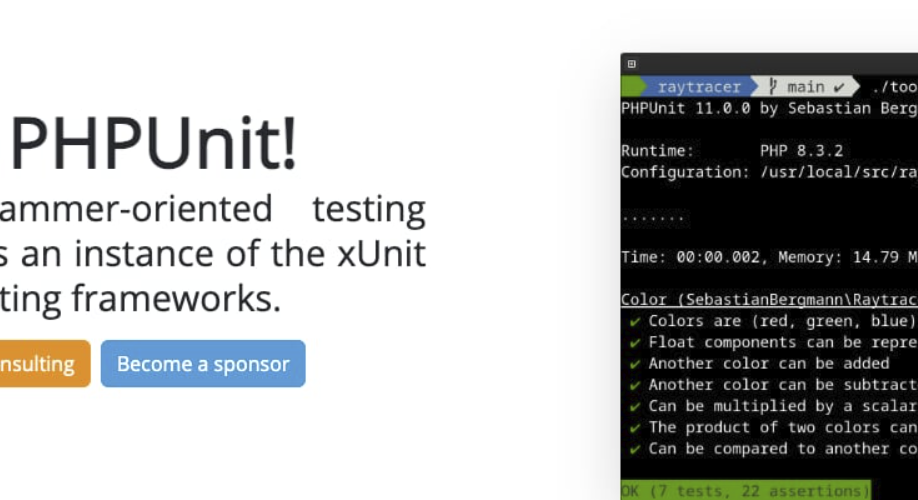 PHPUnit!
ammer-oriented testing
s an instance of the xUnit
ting frameworks.
nsulting
Become a sponsor
raytracer main ✔ ./too
PHPUnit 11.0.0 by Sebastian Berg
Runtime: PHP 8.3.2
Configuration: /usr/local/src/ra
.......
Time: 00:00.002, Memory: 14.79 M
Color (SebastianBergmann\Raytrac
✔ Colors are (red, green, blue)
✔ Float components can be repre
✔ Another color can be added
✔ Another color can be subtract
✔ Can be multiplied by a scalar
✔ The product of two colors can
✔ Can be compared to another co
OK (7 tests, 22 assertions)